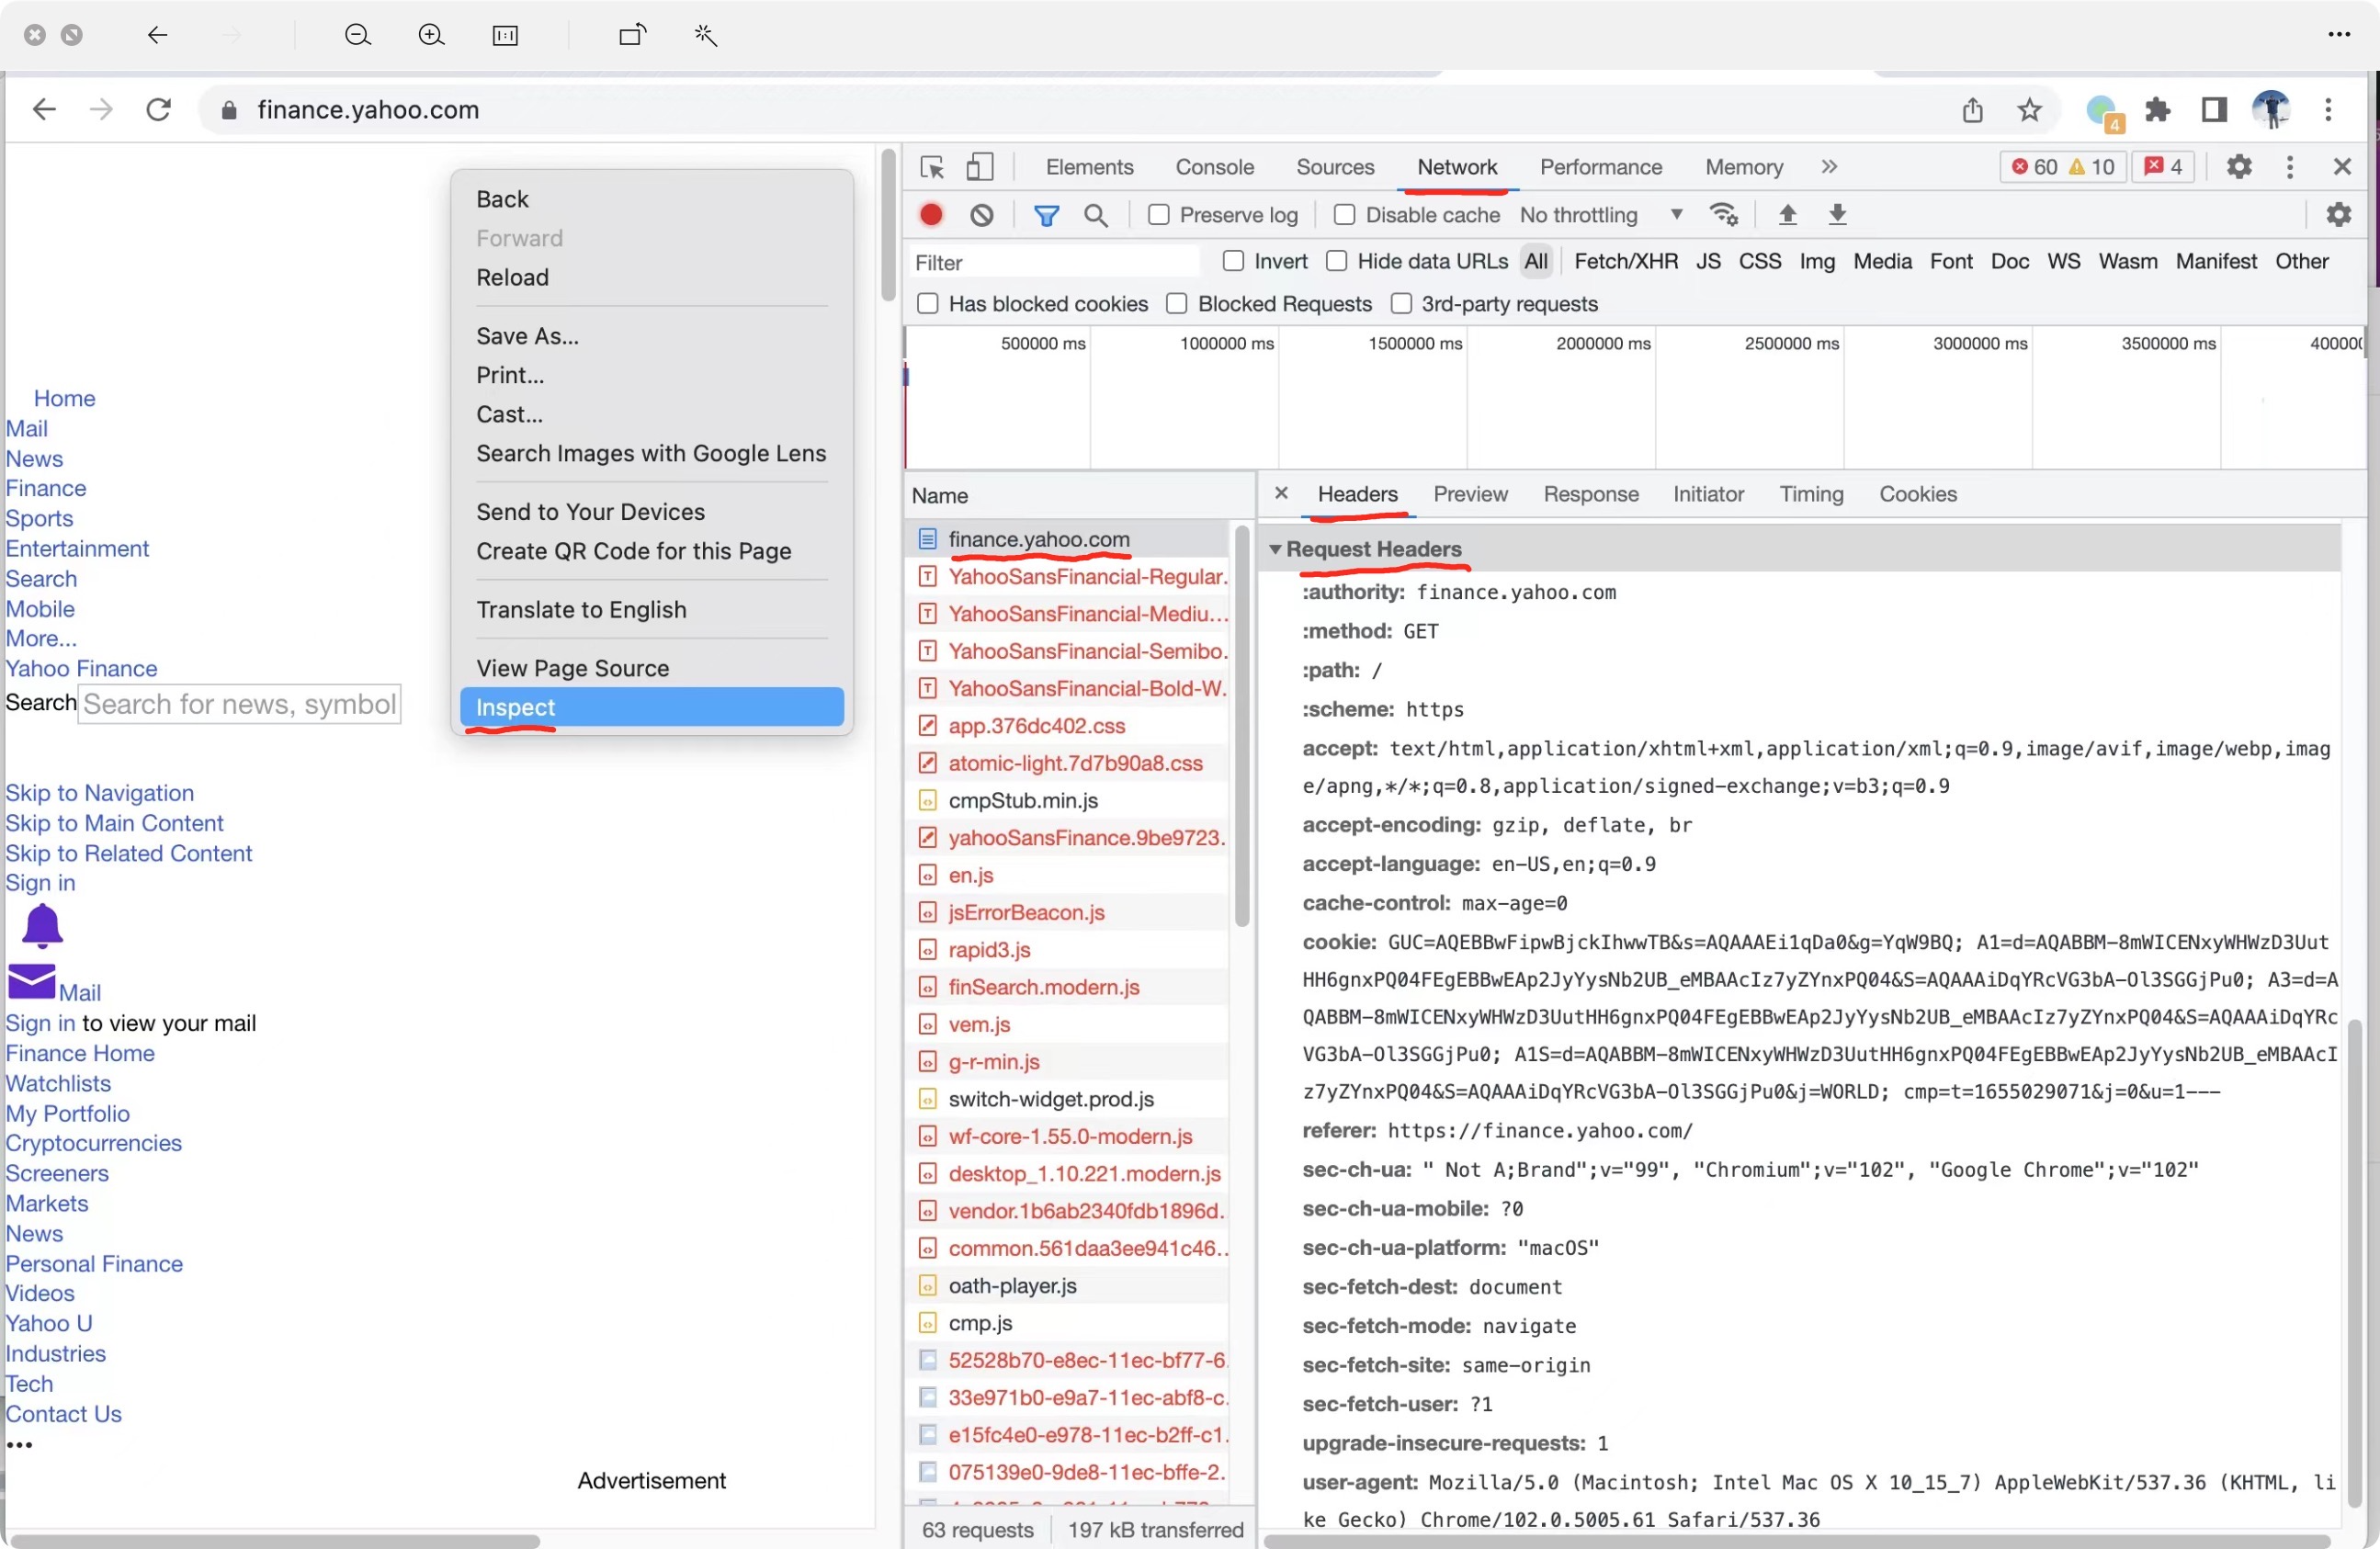 finance.yahoo.com
4
Back
Forward
Reload
Save As...
Print...
Cast...
Search Images with Google Lens
Send to Your Devices
Create QR Code for this Page
Translate to English
View Page Source
Inspect
Home
Mail
News
Finance
Sports
Entertainment
Search
Mobile
More...
Yahoo Finance
Search Search for news, symbol
Skip to Navigation
Skip to Main Content
Skip to Related Content
Sign in
Mail
Sign in to view your mail
Finance Home
Watchlists
My Portfolio
Cryptocurrencies
Screeners
Markets
News
Personal Finance
Videos
Yahoo U
Industries
Tech
Contact Us
•••
Advertisement
Elements Console Sources Network Performance Memory » 60 10 4
Preserve log Disable cache No throttling
Filter Invert Hide data URLs All Fetch/XHR JS CSS Img Media Font Doc WS Wasm Manifest Other
Has blocked cookies Blocked Requests 3rd-party requests
500000 ms 1000000 ms 1500000 ms 2000000 ms 2500000 ms 3000000 ms 3500000 ms 40000
Name
finance.yahoo.com
YahooSansFinancial-Regular.
YahooSansFinancial-Mediu...
YahooSansFinancial-Semibo.
YahooSansFinancial-Bold-W.
app.376dc402.css
atomic-light.7d7b90a8.css
cmpStub.min.js
yahooSansFinance.9be9723.
en.js
jsErrorBeacon.js
rapid3.js
finSearch.modern.js
vem.js
g-r-min.js
switch-widget.prod.js
wf-core-1.55.0-modern.js
desktop_1.10.221.modern.js
vendor.1b6ab2340fdb1896d.
common.561daa3ee941c46..
oath-player.js
cmp.js
52528b70-e8ec-11ec-bf77-6.
33e971b0-e9a7-11ec-abf8-c.
e15fc4e0-e978-11ec-b2ff-c1.
075139e0-9de8-11ec-bffe-2.
63 requests 197 kB transferred
Headers Preview Response Initiator Timing Cookies
Request Headers
:authority: finance.yahoo.com
:method: GET
:path: /
:scheme: https
accept: text/html,application/xhtml+xml,application/xml;q=0.9,image/avif,image/webp,imag
e/apng,*/*;q=0.8,application/signed-exchange;v=b3;q=0.9
accept-encoding: gzip, deflate, br
accept-language: en-US,en;q=0.9
cache-control: max-age=0
cookie: GUC=AQEBBwFipwBjckIhwwTB&s=AQAAAEi1qDa0&g=YqW9BQ; A1=d=AQABBM-8mWICENxyWHWzD3Uut
HH6gnxPQ04FEgEBBwEAp2JyYysNb2UB_eMBAAcIz7yZYnxPQ04&S=AQAAAiDqYRcVG3bA-Ol3SGGjPu0; A3=d=A
QABBM-8mWICENxyWHWzD3UutHH6gnxPQ04FEgEBBwEAp2JyYysNb2UB_eMBAAcIz7yZYnxPQ04&S=AQAAAiDqYRc
VG3bA-Ol3SGGjPu0; A1S=d=AQABBM-8mWICENxyWHWzD3UutHH6gnxPQ04FEgEBBwEAp2JyYysNb2UB_eMBAAcI
z7yZYnxPQ04&S=AQAAAiDqYRcVG3bA-Ol3SGGjPu0&j=WORLD; cmp=t=1655029071&j=0&u=1---
referer: https://finance.yahoo.com/
sec-ch-ua: " Not A;Brand";v="99", "Chromium";v="102", "Google Chrome";v="102"
sec-ch-ua-mobile: ?0
sec-ch-ua-platform: "macOS"
sec-fetch-dest: document
sec-fetch-mode: navigate
sec-fetch-site: same-origin
sec-fetch-user: ?1
upgrade-insecure-requests: 1
user-agent: Mozilla/5.0 (Macintosh; Intel Mac OS X 10_15_7) AppleWebKit/537.36 (KHTML, li
ke Gecko) Chrome/102.0.5005.61 Safari/537.36